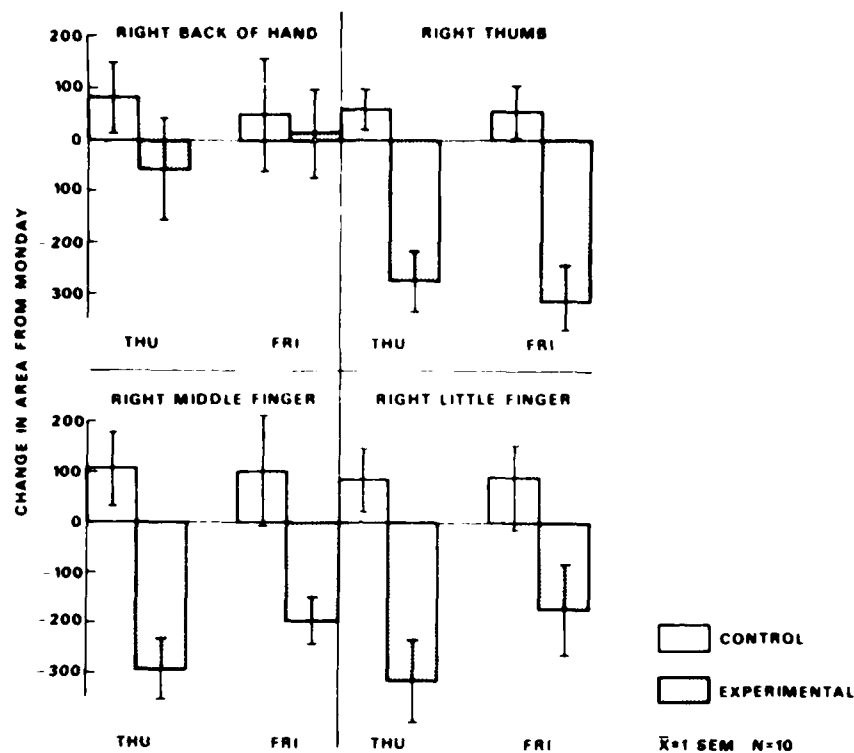 RIGHT BACK OF HAND
RIGHT THUMB
200
100
0
100
- 200
300
THU
FRI
THU
FRI
CHANGE IN AREA FROM MONDAY
RIGHT MIDDLE FINGER
RIGHT LITTLE FINGER
200
100
0
- 100
- 200
- 300
THU
FRI
THU
FRI
CONTROL
EXPERIMENTAL
X̄=1 SEM N=10